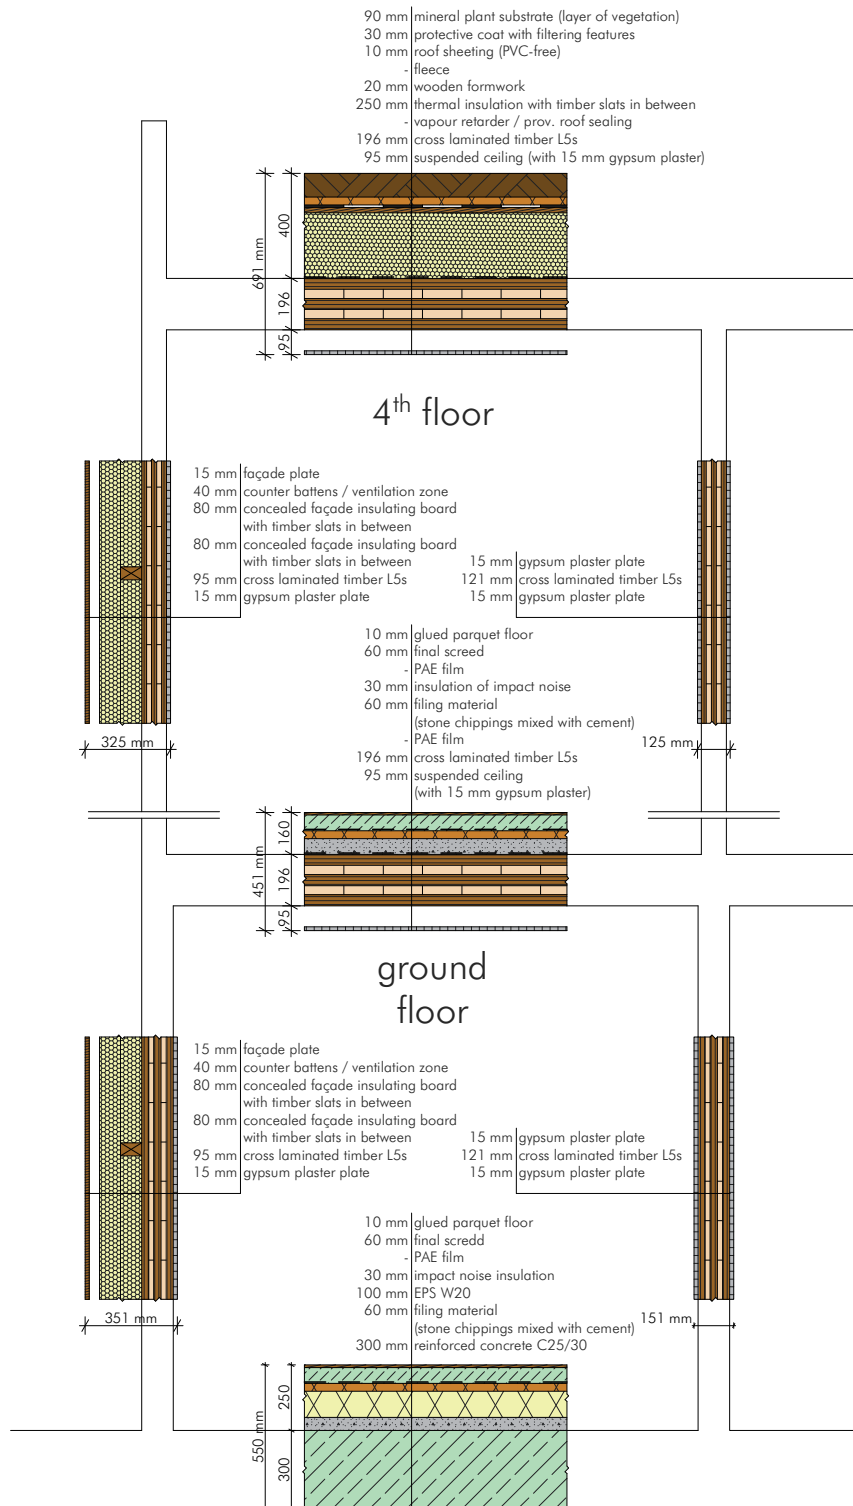 90 mm mineral plant substrate (layer of vegetation)
30 mm protective coat with filtering features
10 mm roof sheeting (PVC-free)
- fleece
20 mm wooden formwork
250 mm thermal insulation with timber slats in between
- vapour retarder / prov. roof sealing
196 mm cross laminated timber L5s
95 mm suspended ceiling (with 15 mm gypsum plaster)
691 mm
400
196
95
4th floor
15 mm façade plate
40 mm counter battens / ventilation zone
80 mm concealed façade insulating board
with timber slats in between
80 mm concealed façade insulating board
with timber slats in between
95 mm cross laminated timber L5s
15 mm gypsum plaster plate
15 mm gypsum plaster plate
121 mm cross laminated timber L5s
15 mm gypsum plaster plate
325 mm
125 mm
10 mm glued parquet floor
60 mm final screed
- PAE film
30 mm insulation of impact noise
60 mm filing material
(stone chippings mixed with cement)
- PAE film
196 mm cross laminated timber L5s
95 mm suspended ceiling
(with 15 mm gypsum plaster)
451 mm
160
196
95
ground
floor
15 mm façade plate
40 mm counter battens / ventilation zone
80 mm concealed façade insulating board
with timber slats in between
80 mm concealed façade insulating board
with timber slats in between
95 mm cross laminated timber L5s
15 mm gypsum plaster plate
15 mm gypsum plaster plate
121 mm cross laminated timber L5s
15 mm gypsum plaster plate
351 mm
151 mm
10 mm glued parquet floor
60 mm final scredd
- PAE film
30 mm impact noise insulation
100 mm EPS W20
60 mm filing material
(stone chippings mixed with cement)
300 mm reinforced concrete C25/30
550 mm
250
300